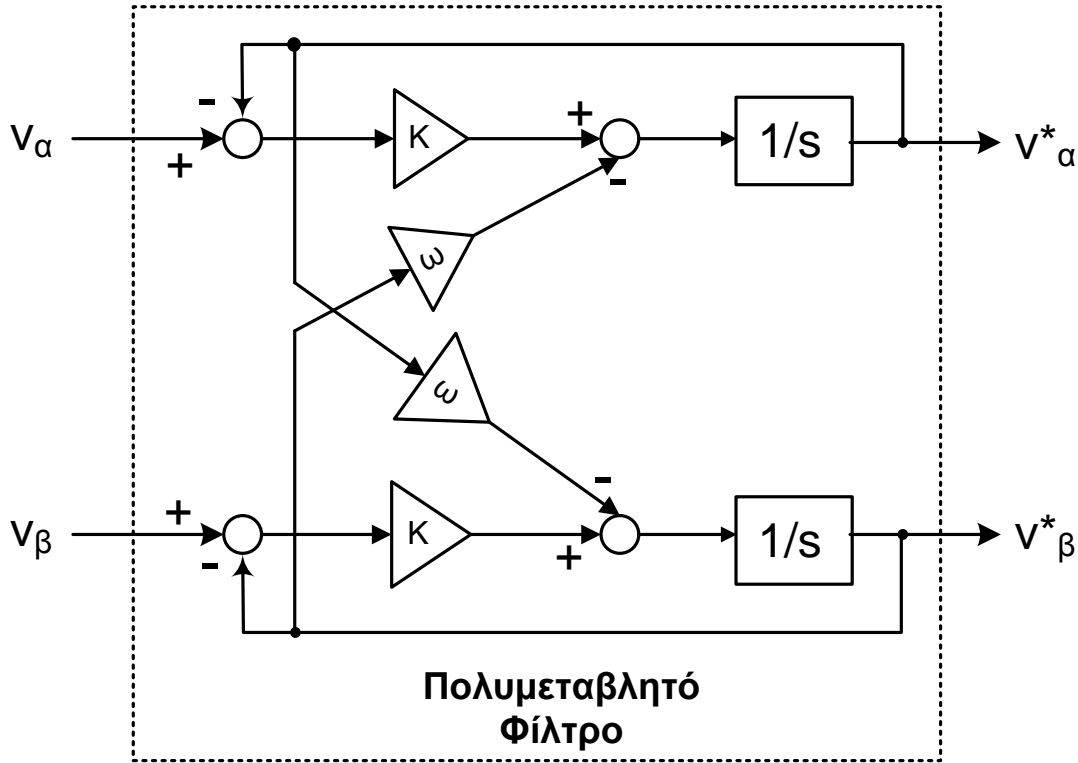 -
vα
+
K
+
-
1/s
v*α
ω
ω
vβ
+
-
K
-
+
1/s
v*β
Πολυμεταβλητό
Φίλτρο